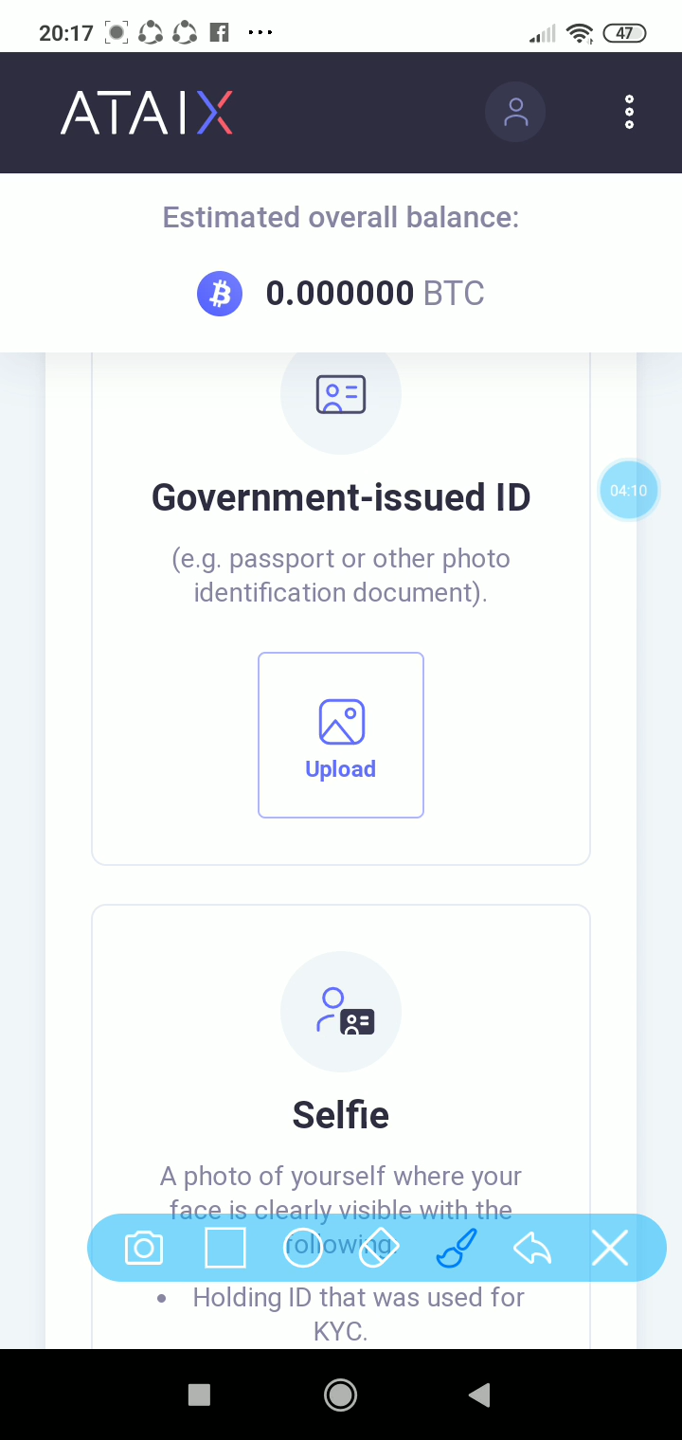 20:17
47
ATAIX
Estimated overall balance:
0.000000 BTC
Government-issued ID
04:10
(e.g. passport or other photo
identification document).
Upload
Selfie
A photo of yourself where your
face is clearly visible with the
following.
• Holding ID that was used for
KYC.